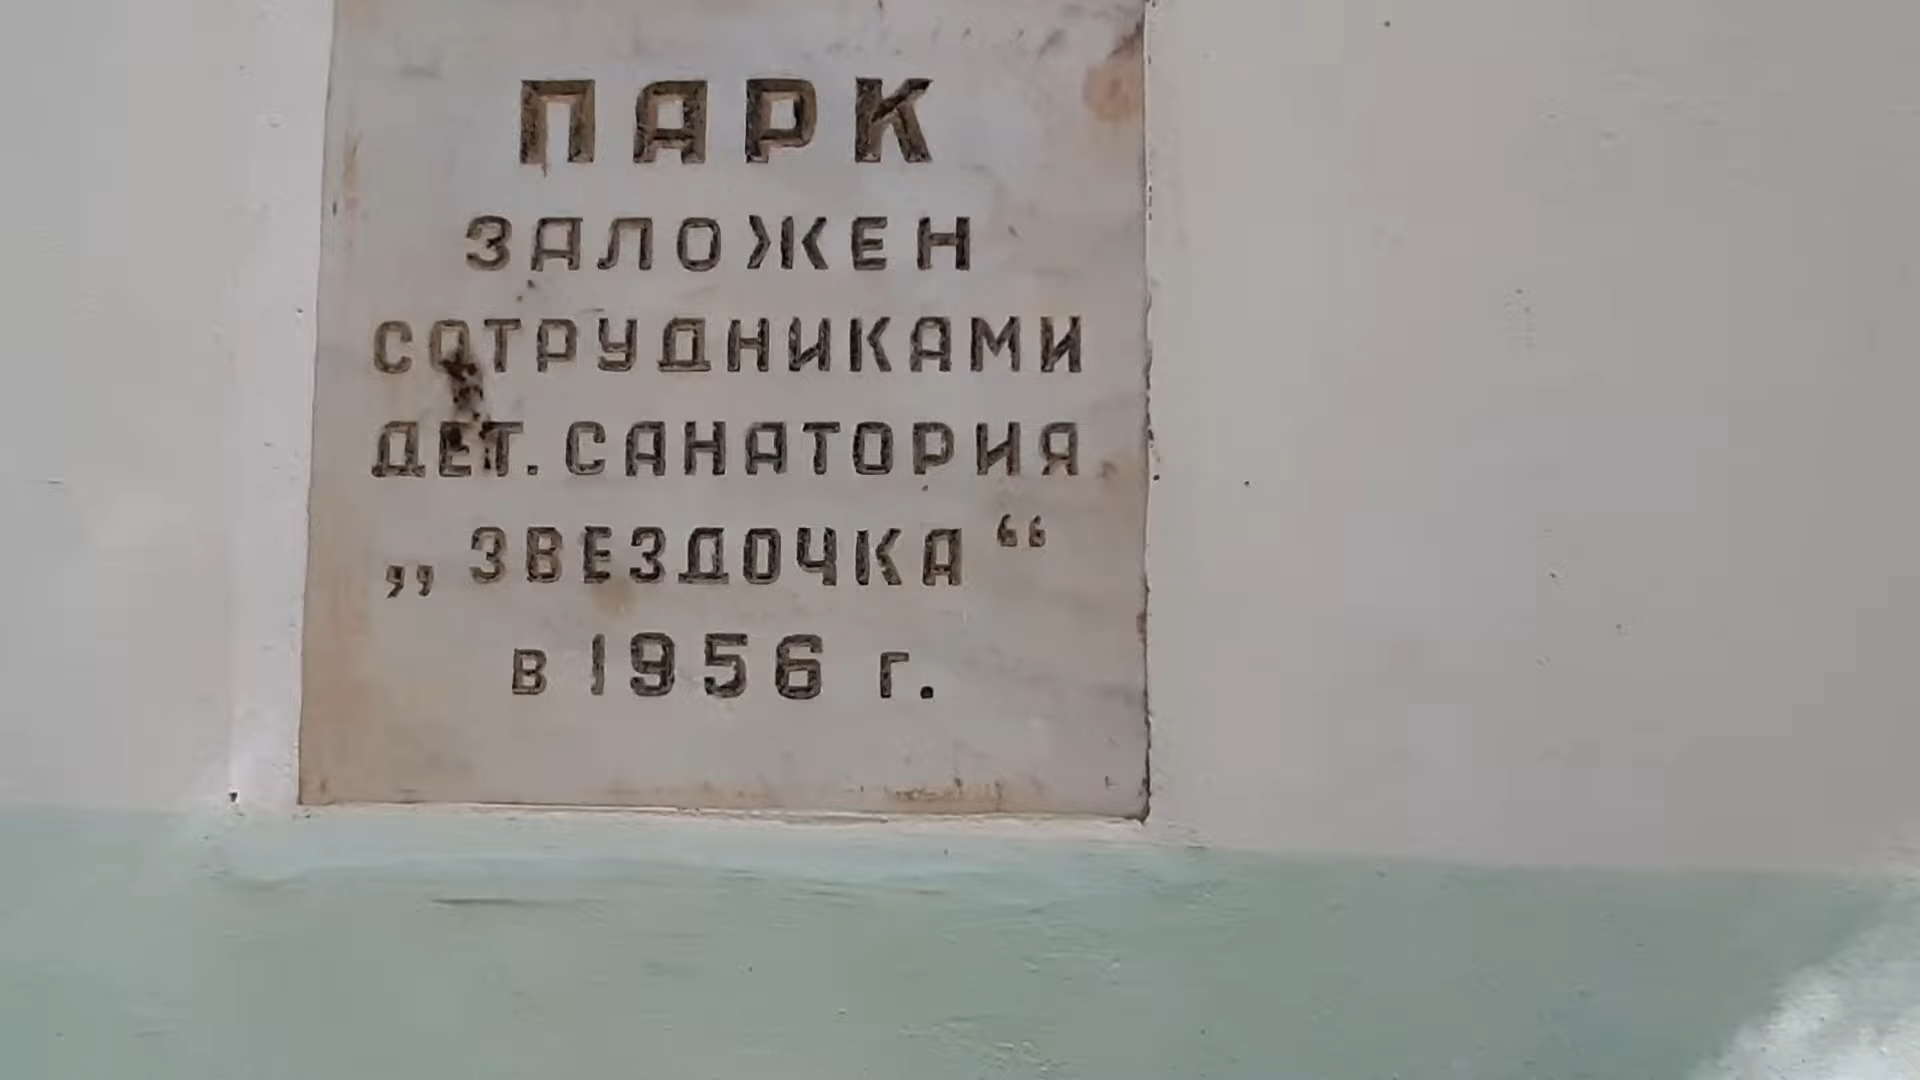 ПАРК
ЗАЛОЖЕН
СОТРУДНИКАМИ
ДЕТ. САНАТОРИЯ
„ЗВЕЗДОЧКА“
в 1956 г.